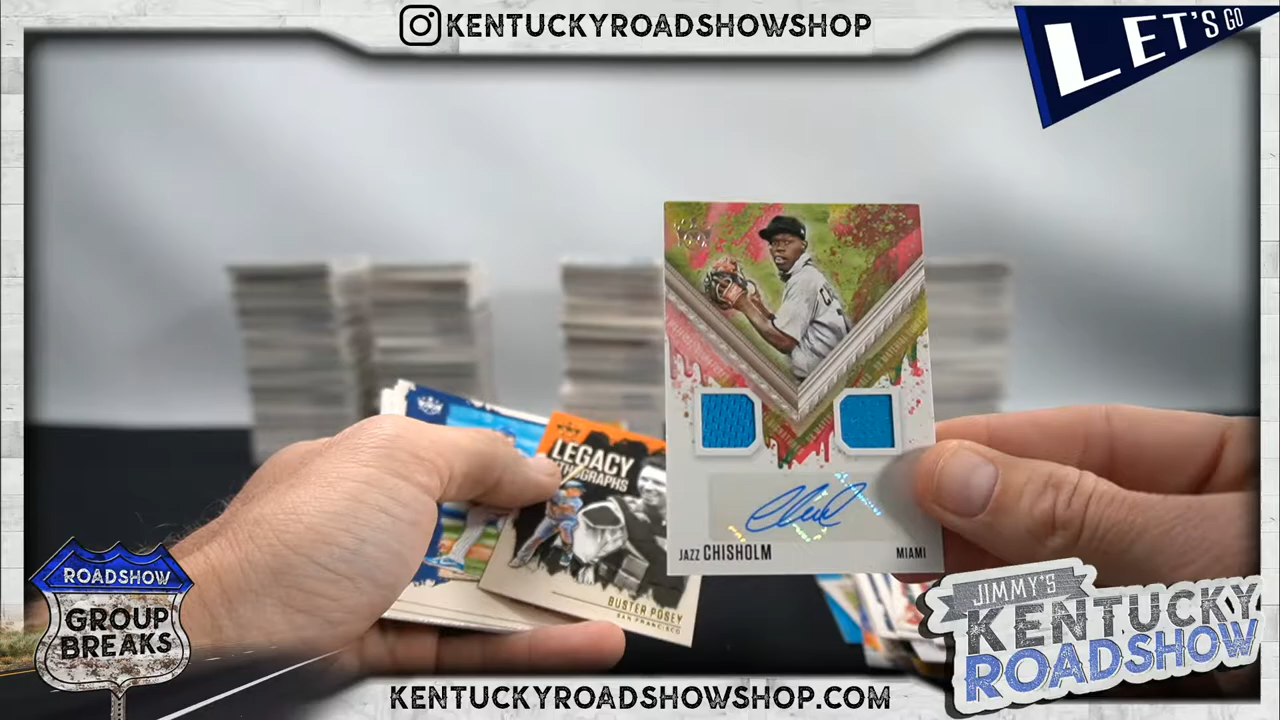 KENTUCKYROADSHOWSHOP
LET'S GO
LEGACY
BUSTER POSEY
SAN FRANCISCO
JAZZ CHISHOLM
MIAMI
ROADSHOW
GROUP
BREAKS
JIMMY'S
KENTUCKY
ROADSHOW
KENTUCKYROADSHOWSHOP.COM